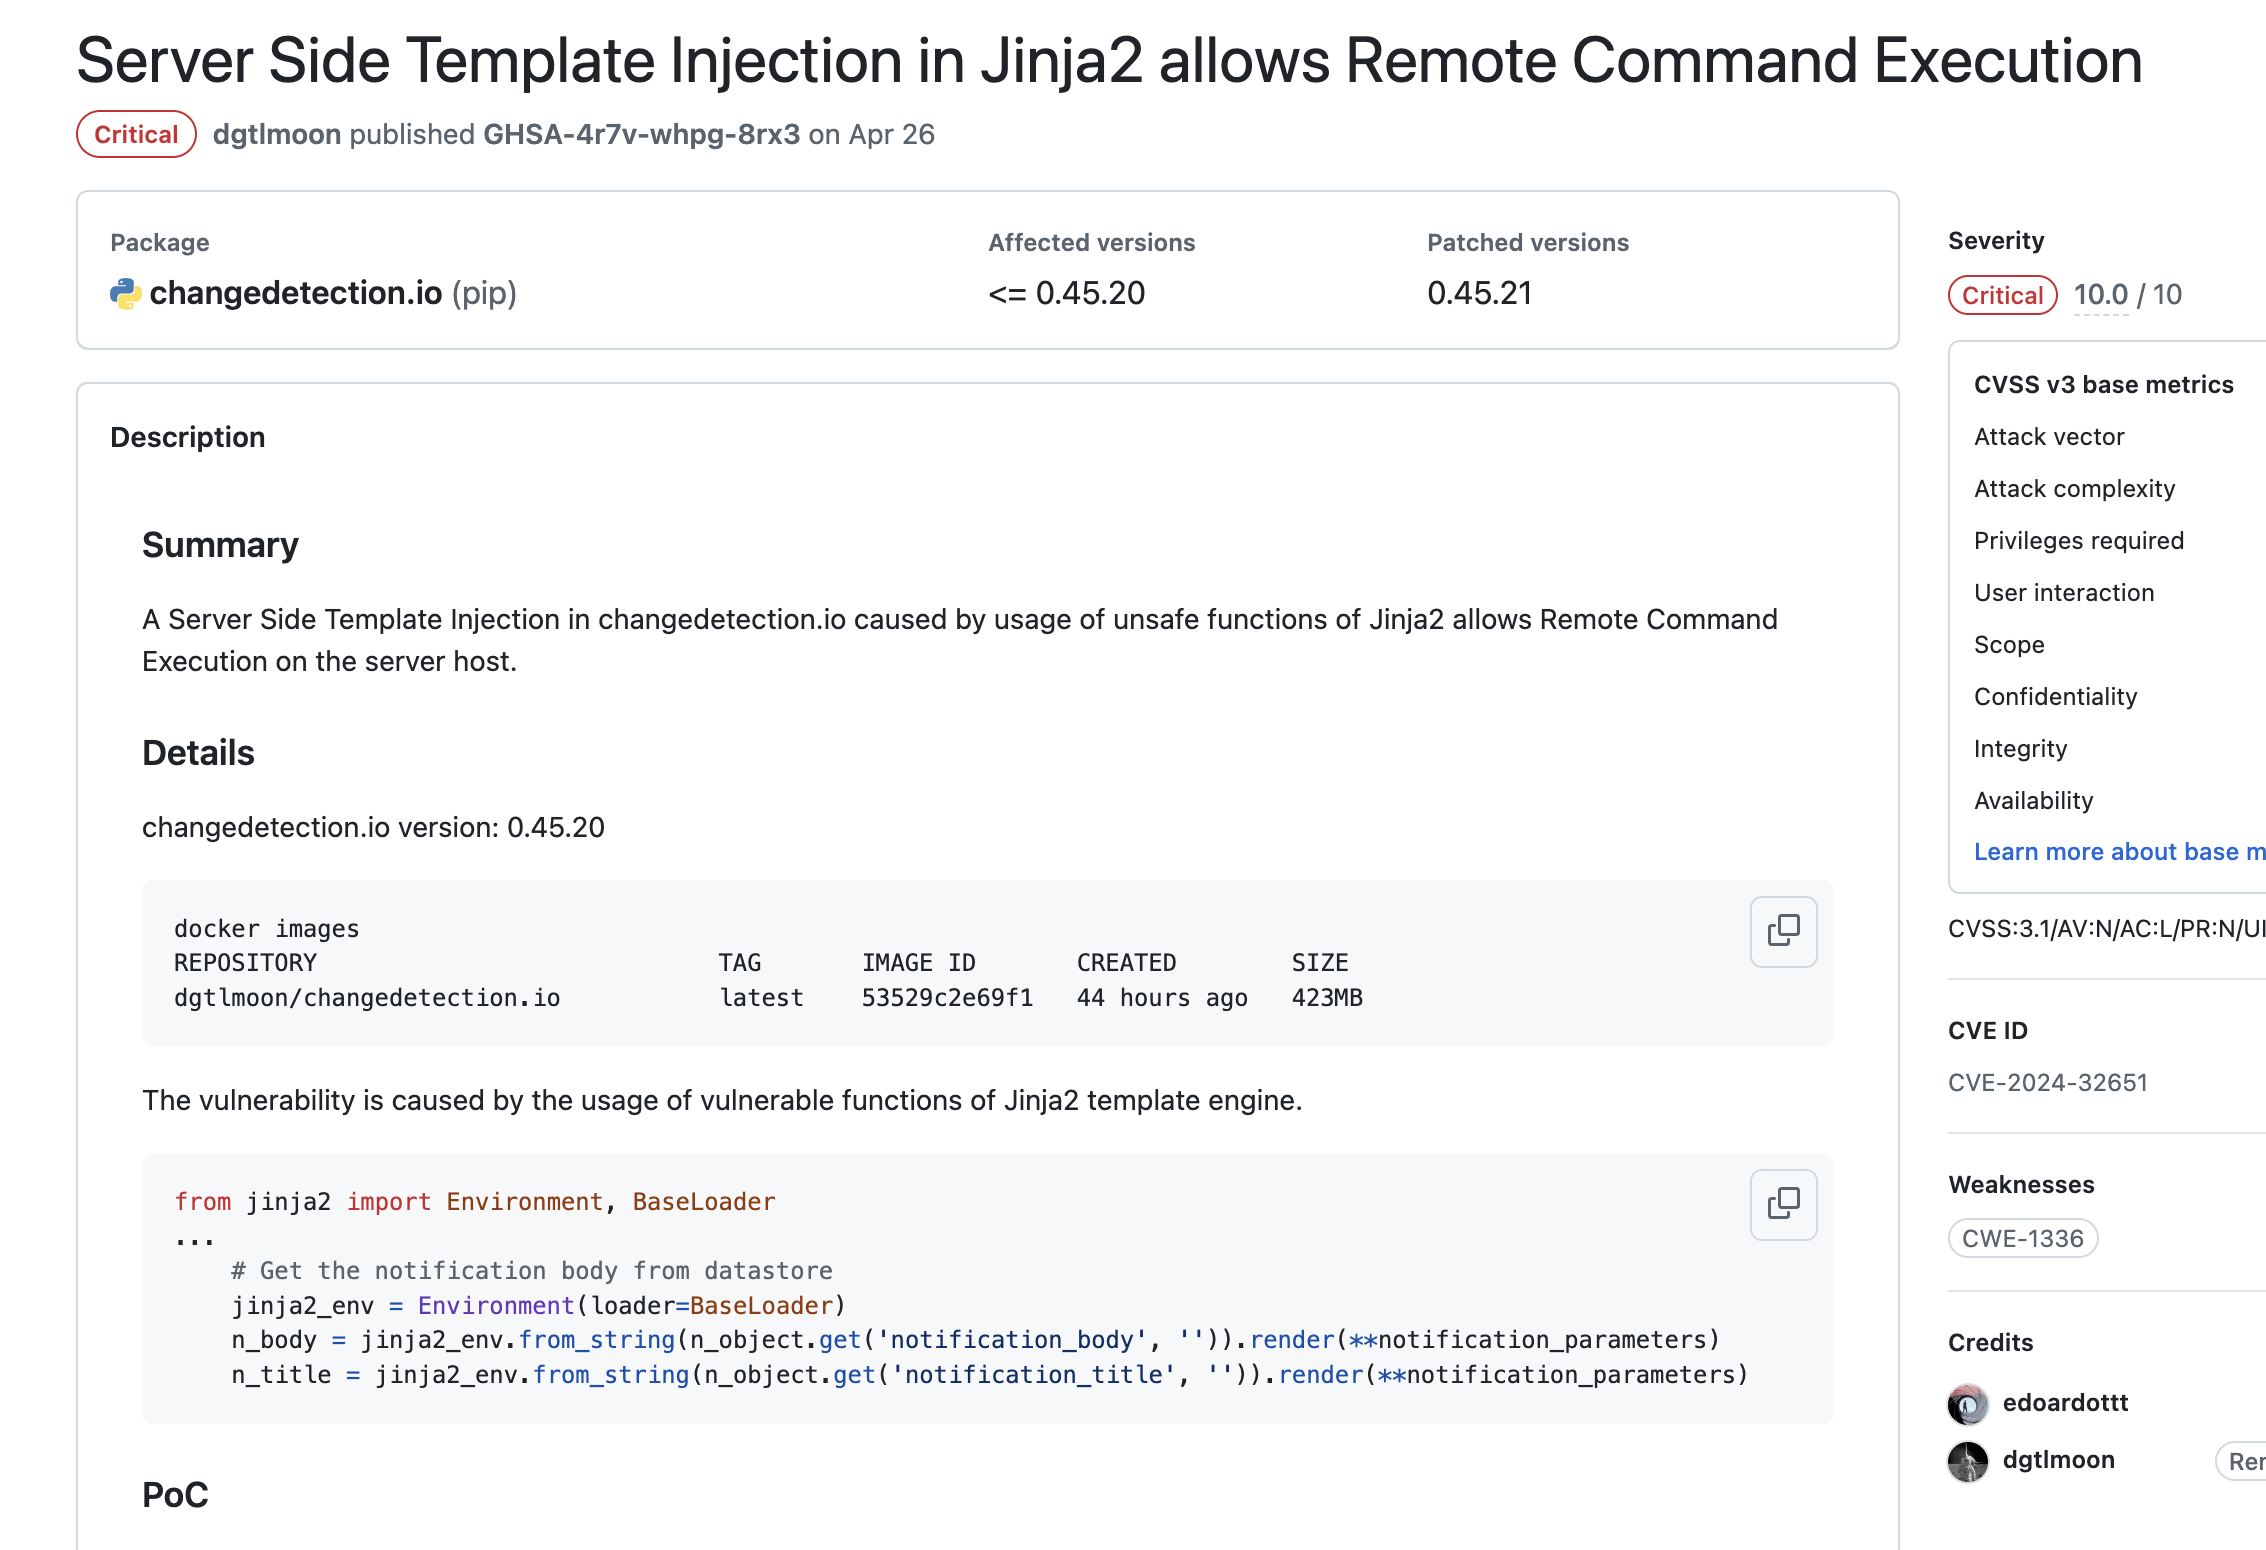 Server Side Template Injection in Jinja2 allows Remote Command Execution
Critical dgtlmoon published GHSA-4r7v-whpg-8rx3 on Apr 26
Package
changedetection.io (pip)
Affected versions
<= 0.45.20
Patched versions
0.45.21
Description
Summary
A Server Side Template Injection in changedetection.io caused by usage of unsafe functions of Jinja2 allows Remote Command
Execution on the server host.
Details
changedetection.io version: 0.45.20
docker images
REPOSITORY                            TAG       IMAGE ID       CREATED        SIZE
dgtlmoon/changedetection.io           latest    53529c2e69f1   44 hours ago   423MB
The vulnerability is caused by the usage of vulnerable functions of Jinja2 template engine.
from jinja2 import Environment, BaseLoader
...
    # Get the notification body from datastore
    jinja2_env = Environment(loader=BaseLoader)
    n_body = jinja2_env.from_string(n_object.get('notification_body', '')).render(**notification_parameters)
    n_title = jinja2_env.from_string(n_object.get('notification_title', '')).render(**notification_parameters)
PoC
Severity
Critical 10.0 / 10
CVSS v3 base metrics
Attack vector
Attack complexity
Privileges required
User interaction
Scope
Confidentiality
Integrity
Availability
Learn more about base m
CVSS:3.1/AV:N/AC:L/PR:N/UI
CVE ID
CVE-2024-32651
Weaknesses
CWE-1336
Credits
edoardottt
dgtlmoon
Rer